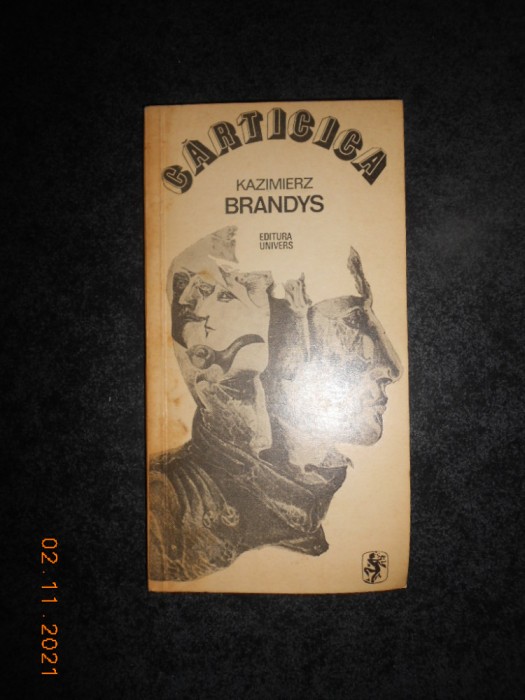 CĂRTICICA
KAZIMIERZ
BRANDYS
EDITURA
UNIVERS
02.11.2021